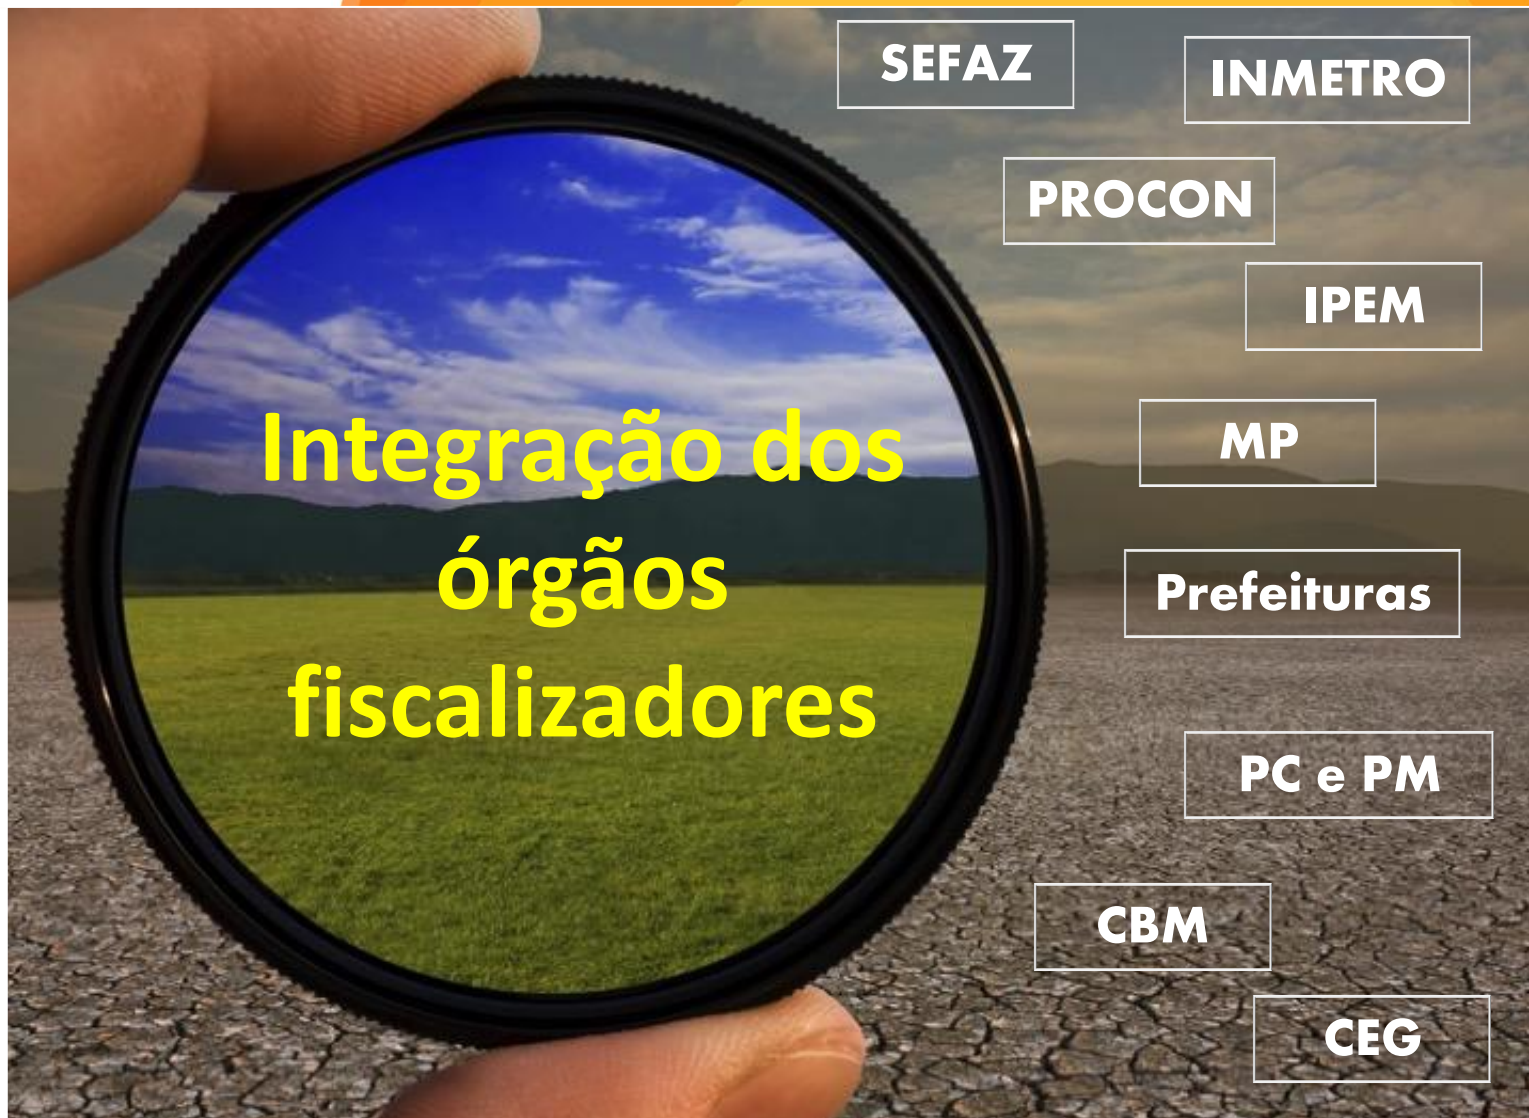 SEFAZ
INMETRO
PROCON
IPEM
Integração dos
órgãos
fiscalizadores
MP
Prefeituras
PC e PM
CBM
CEG